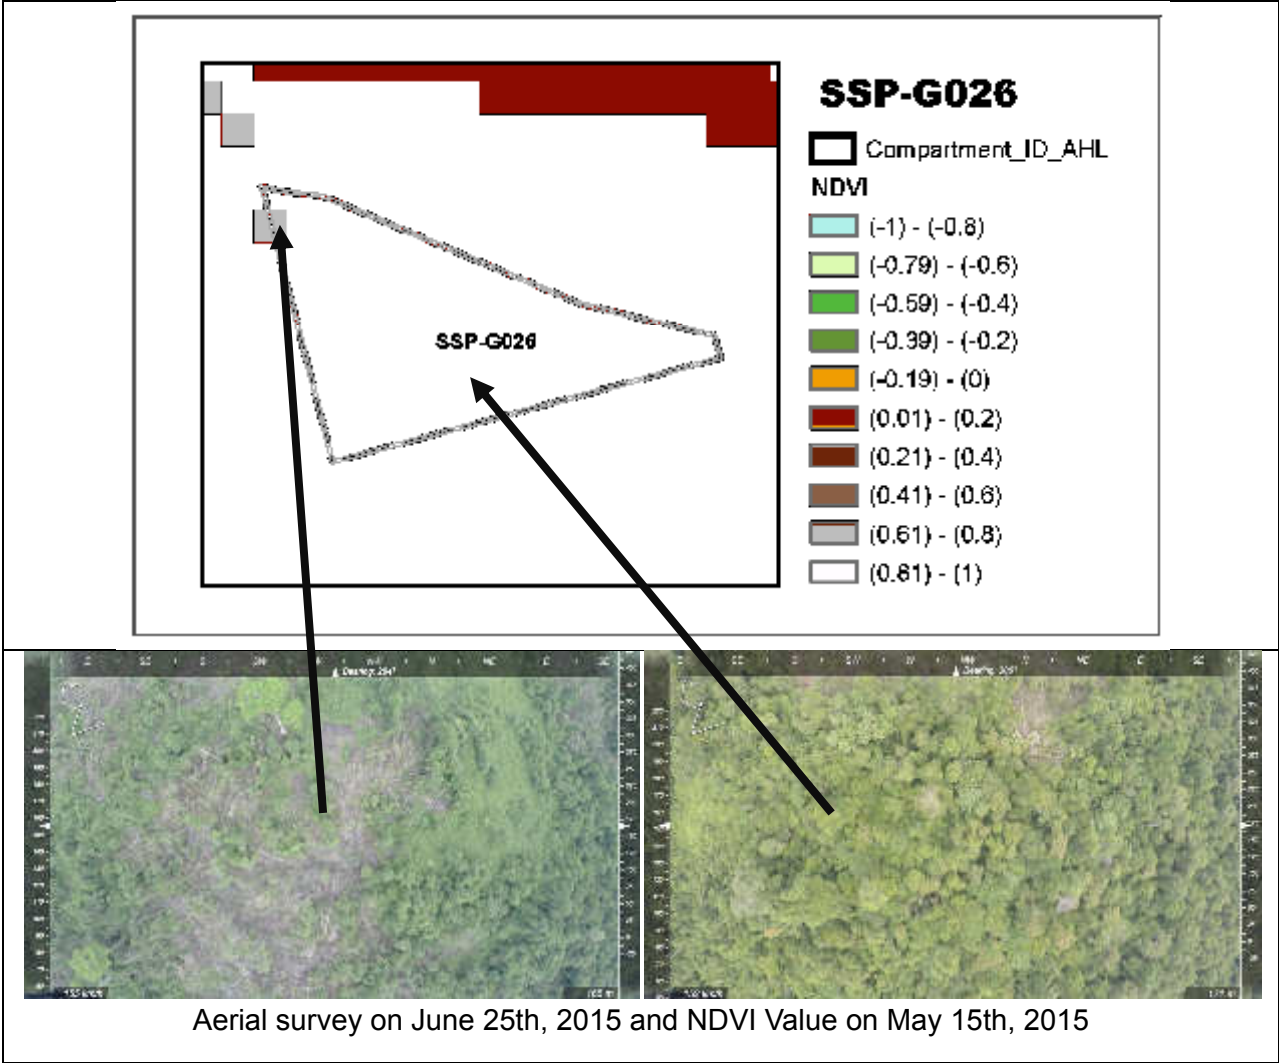 SSP-G026
Compartment_ID_AHL
NDVI
(-1) - (-0.8)
(-0.79) - (-0.6)
(-0.59) - (-0.4)
(-0.39) - (-0.2)
(-0.19) - (0)
(0.01) - (0.2)
(0.21) - (0.4)
(0.41) - (0.6)
(0.61) - (0.8)
(0.81) - (1)
SSP-G026
Aerial survey on June 25th, 2015 and NDVI Value on May 15th, 2015